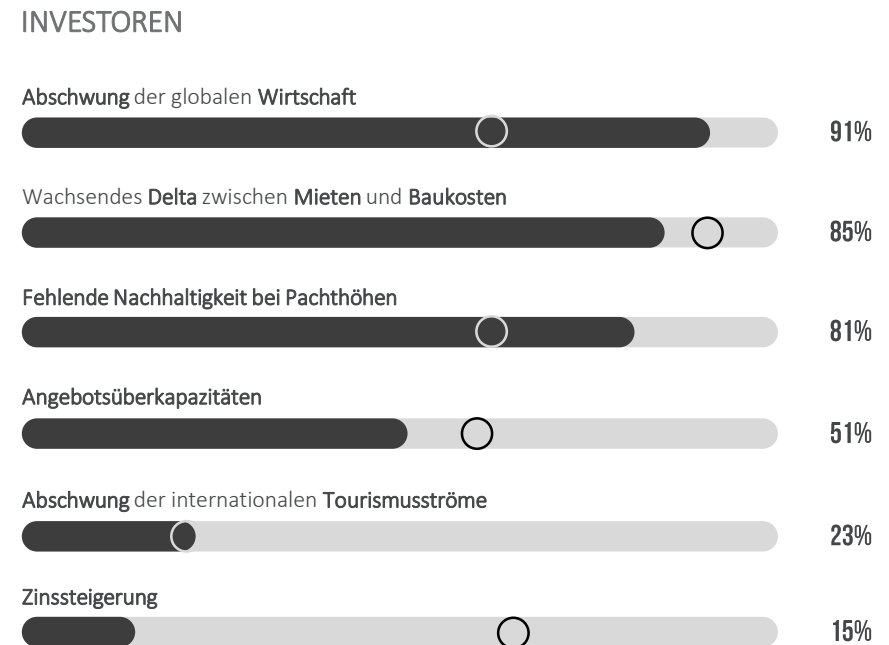 INVESTOREN
Abschwung der globalen Wirtschaft
91%
Wachsendes Delta zwischen Mieten und Baukosten
85%
Fehlende Nachhaltigkeit bei Pachthöhen
81%
Angebotsüberkapazitäten
51%
Abschwung der internationalen Tourismusströme
23%
Zinssteigerung
15%